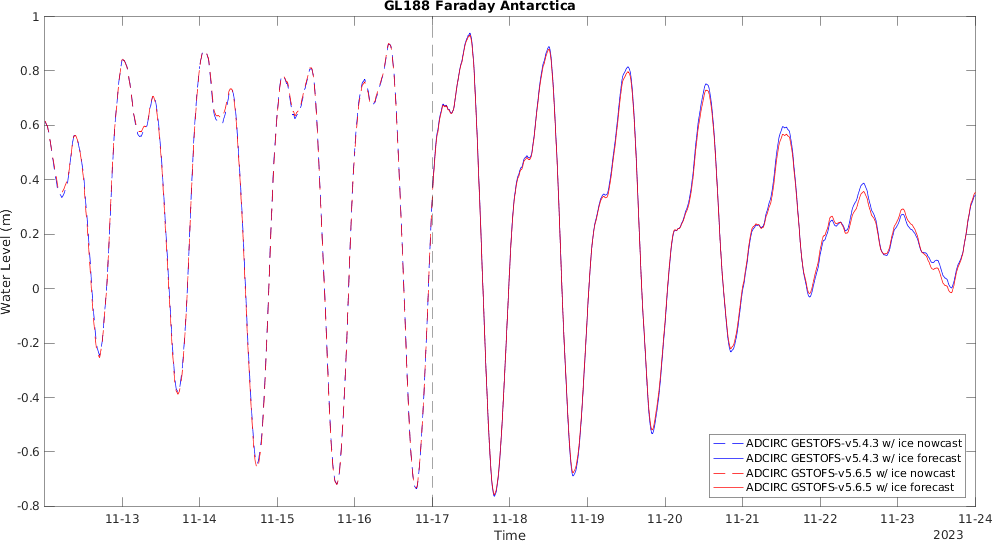 GL188 Faraday Antarctica
1
0.8
0.6
0.4
0.2
0
-0.2
-0.4
-0.6
-0.8
Water Level (m)
ADCIRC GESTOFS-v5.4.3 w/ ice nowcast
ADCIRC GESTOFS-v5.4.3 w/ ice forecast
ADCIRC GSTOFS-v5.6.5 w/ ice nowcast
ADCIRC GSTOFS-v5.6.5 w/ ice forecast
11-13 11-14 11-15 11-16 11-17 11-18 11-19 11-20 11-21 11-22 11-23 11-24
Time
2023